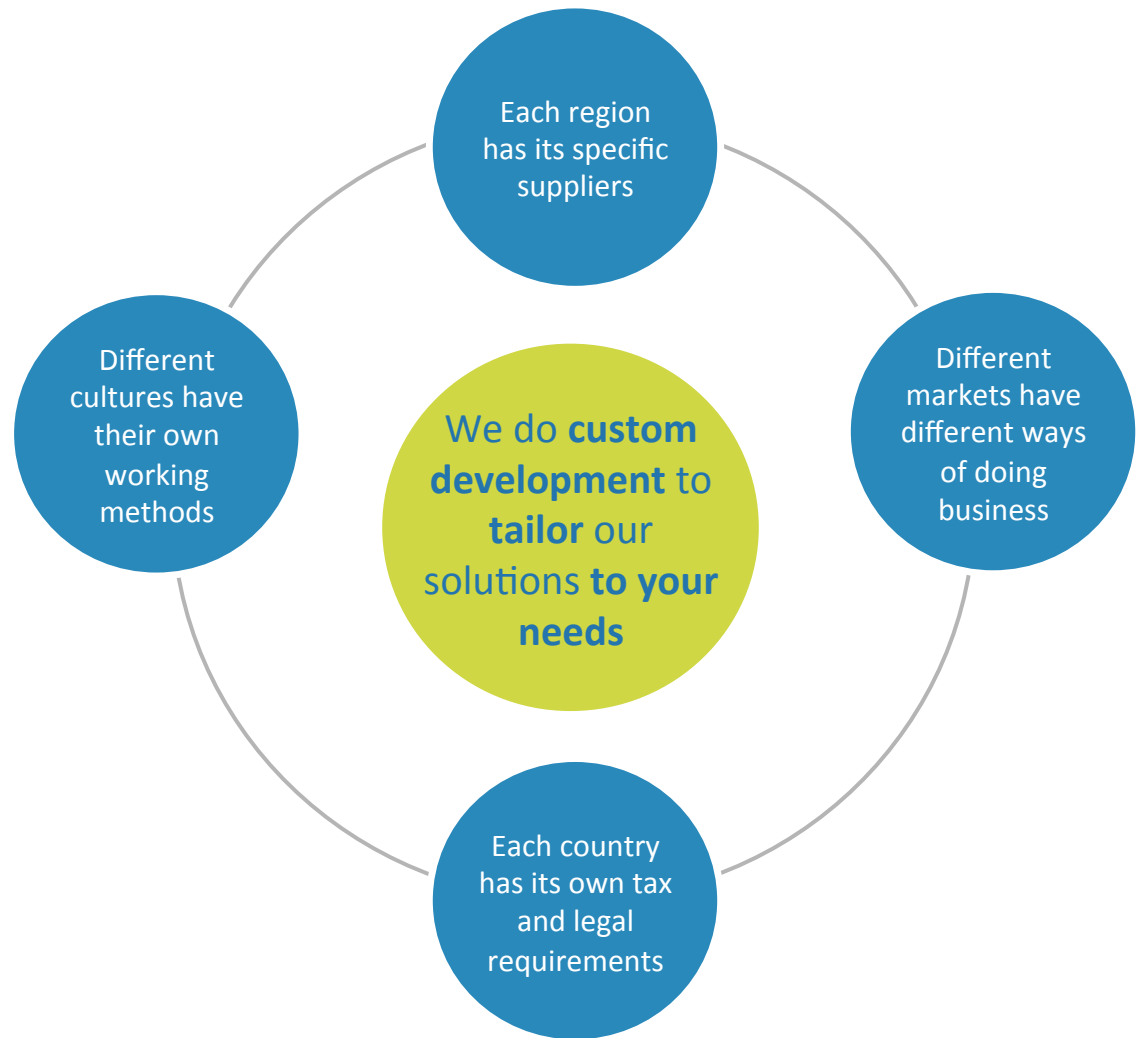 Each region
has its specific
suppliers
Different
cultures have
their own
working
methods
Different
markets have
different ways
of doing
business
We do custom
development to
tailor our
solutions to your
needs
Each country
has its own tax
and legal
requirements